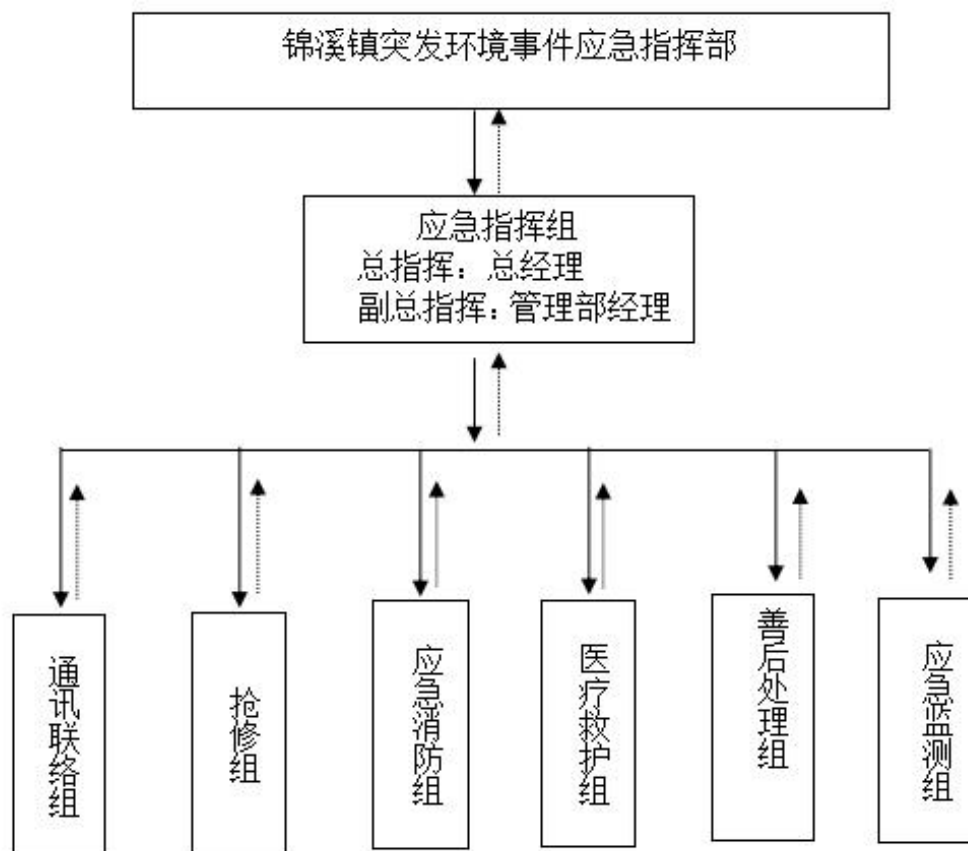 锦溪镇突发环境事件应急指挥部
应急指挥组
总指挥：总经理
副总指挥：管理部经理
通讯联络组
抢修组
应急消防组
医疗救护组
善后处理组
应急监测组